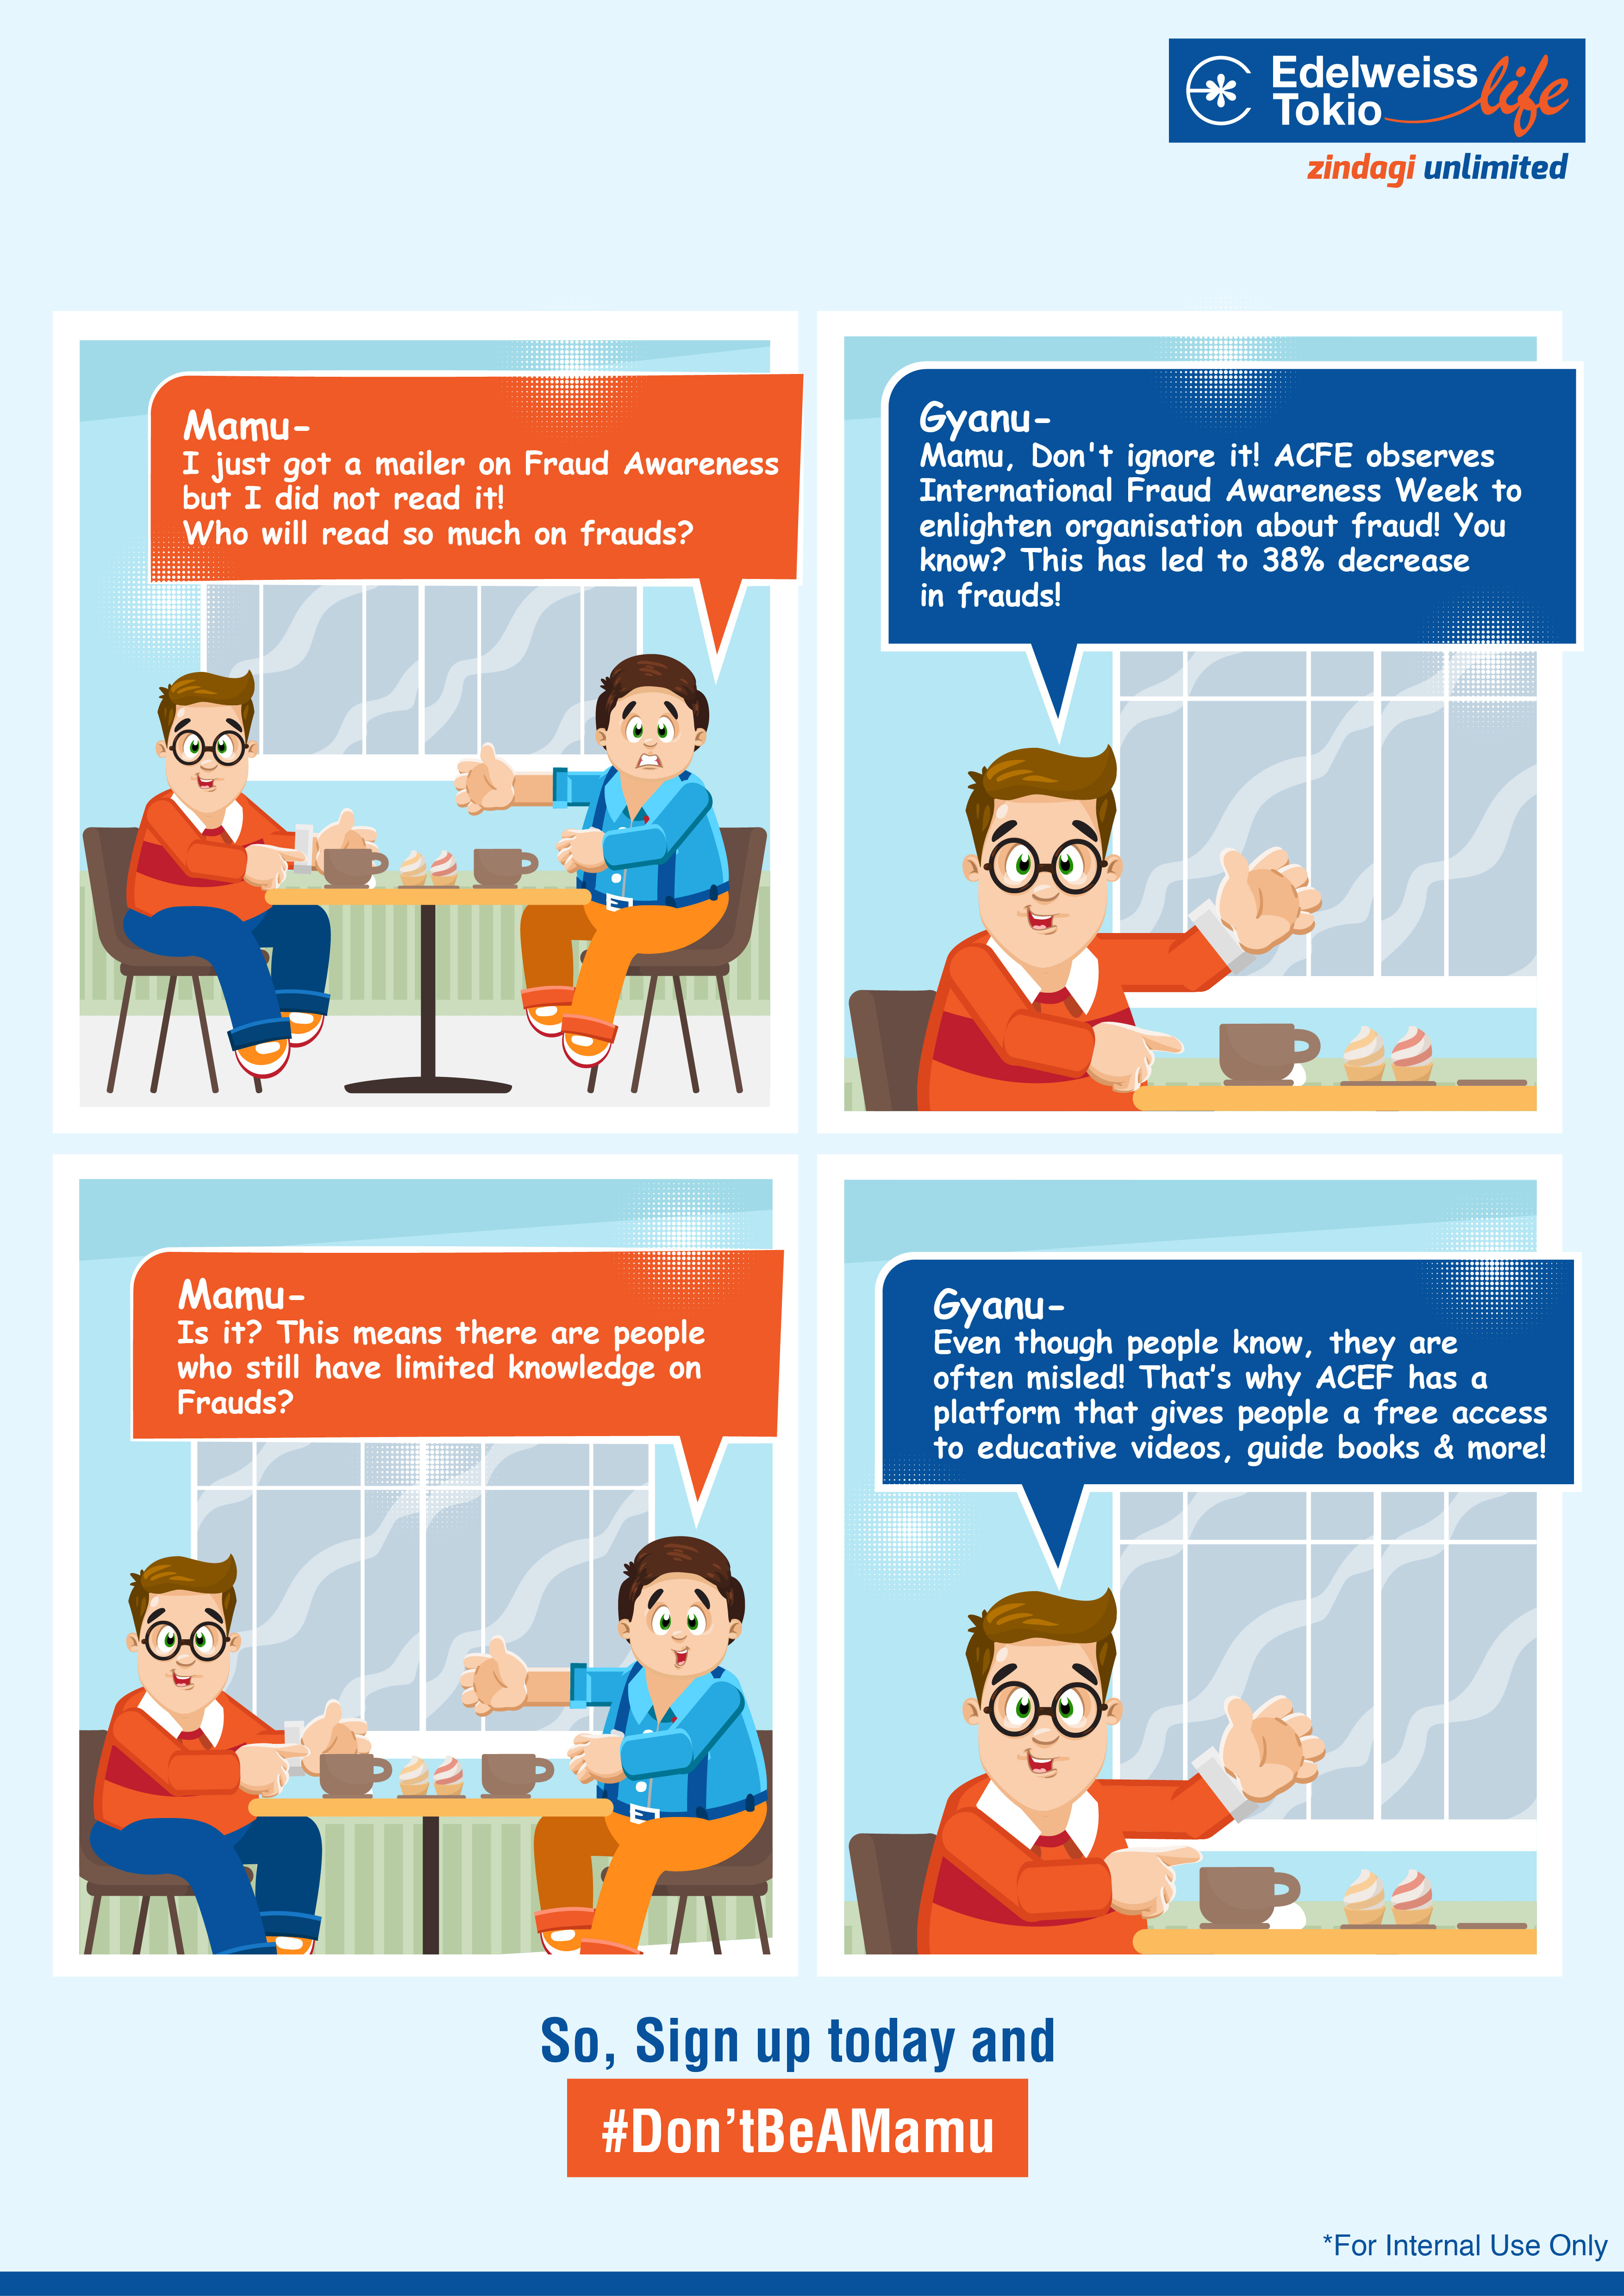 Edelweiss
Tokio life
zindagi unlimited
Mamu-
I just got a mailer on Fraud Awareness
but I did not read it!
Who will read so much on frauds?
Gyanu-
Mamu, Don't ignore it! ACFE observes
International Fraud Awareness Week to
enlighten organisation about fraud! You
know? This has led to 38% decrease
in frauds!
Mamu-
Is it? This means there are people
who still have limited knowledge on
Frauds?
Gyanu-
Even though people know, they are
often misled! That's why ACEF has a
platform that gives people a free access
to educative videos, guide books & more!
So, Sign up today and
#Don'tBeAMamu
*For Internal Use Only